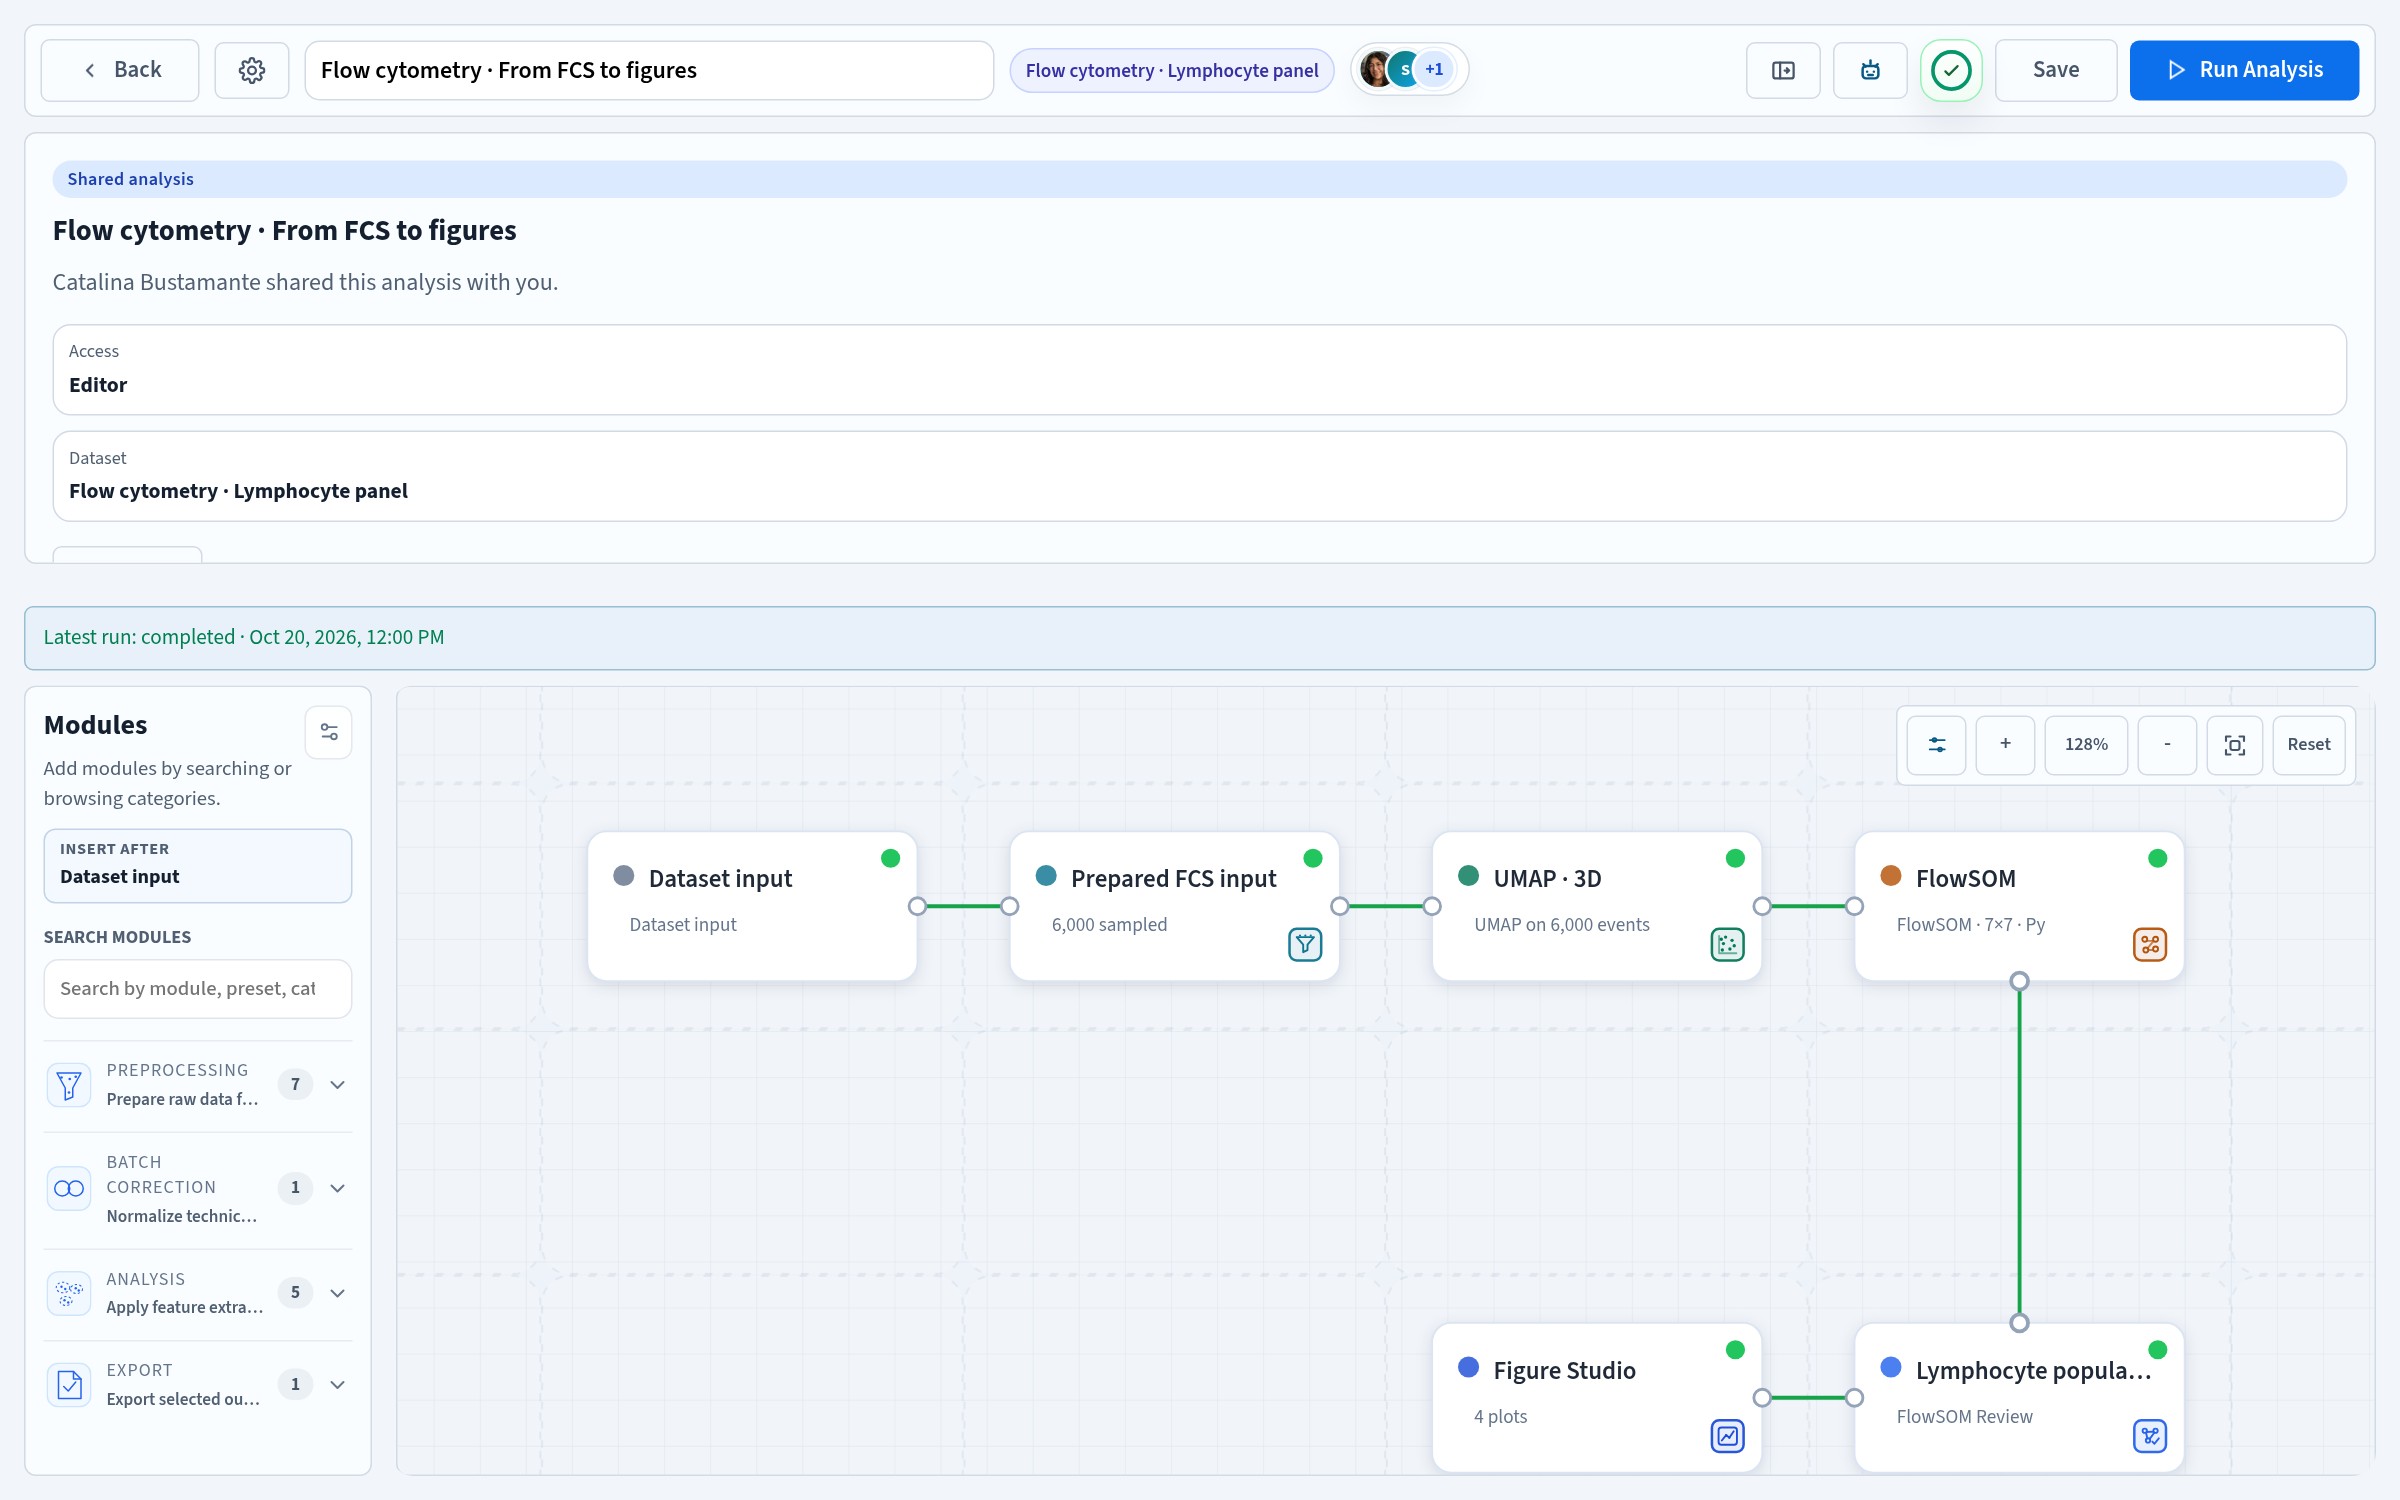 Back
Flow cytometry · From FCS to figures
Flow cytometry · Lymphocyte panel
S
+1
Save
Run Analysis
Shared analysis
Flow cytometry · From FCS to figures
Catalina Bustamante shared this analysis with you.
Access
Editor
Dataset
Flow cytometry · Lymphocyte panel
Latest run: completed · Oct 20, 2026, 12:00 PM
Modules
Add modules by searching or
browsing categories.
INSERT AFTER
Dataset input
SEARCH MODULES
Search by module, preset, cat
PREPROCESSING
Prepare raw data f...
7
BATCH
CORRECTION
Normalize technic...
1
ANALYSIS
Apply feature extra...
5
EXPORT
Export selected ou...
1
+
128%
-
Reset
Dataset input
Dataset input
Prepared FCS input
6,000 sampled
UMAP · 3D
UMAP on 6,000 events
FlowSOM
FlowSOM · 7×7 · Py
Figure Studio
4 plots
Lymphocyte popula...
FlowSOM Review